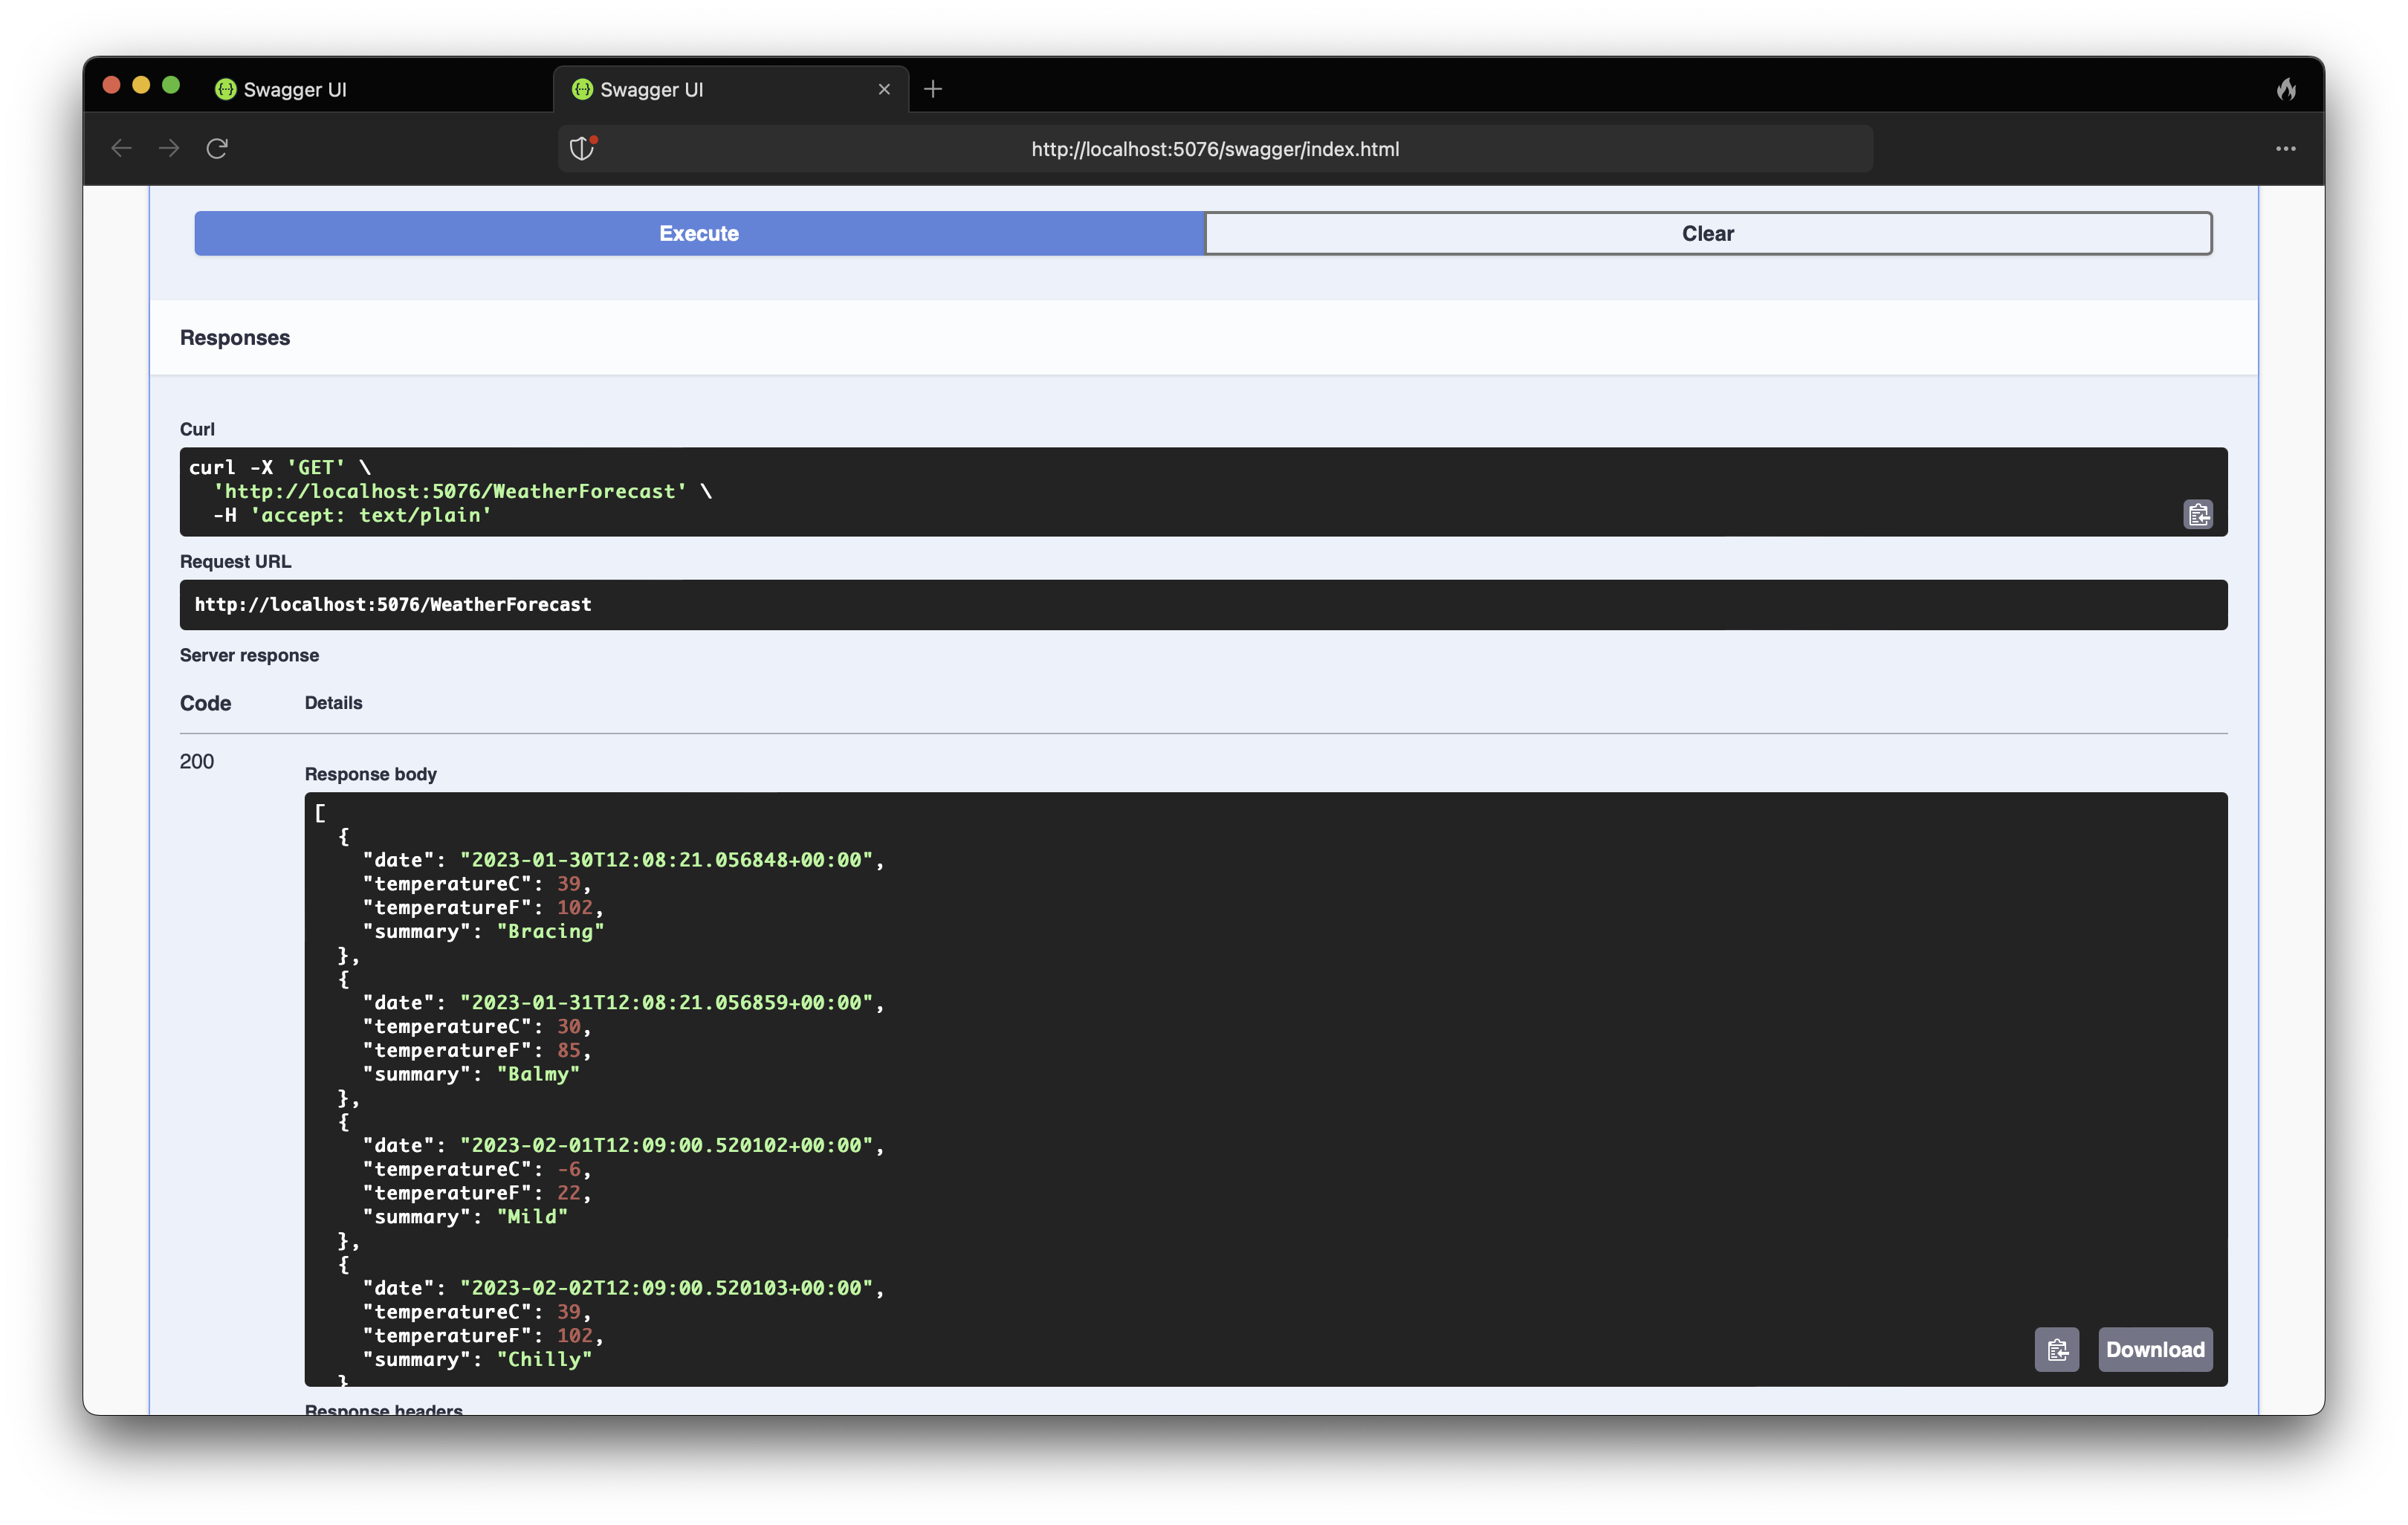 Swagger UI
Swagger UI
http://localhost:5076/swagger/index.html
Execute
Clear
Responses
Curl
curl -X 'GET' \
  'http://localhost:5076/WeatherForecast' \
  -H 'accept: text/plain'
Request URL
http://localhost:5076/WeatherForecast
Server response
Code
Details
200
Response body
[
  {
    "date": "2023-01-30T12:08:21.056848+00:00",
    "temperatureC": 39,
    "temperatureF": 102,
    "summary": "Bracing"
  },
  {
    "date": "2023-01-31T12:08:21.056859+00:00",
    "temperatureC": 30,
    "temperatureF": 85,
    "summary": "Balmy"
  },
  {
    "date": "2023-02-01T12:09:00.520102+00:00",
    "temperatureC": -6,
    "temperatureF": 22,
    "summary": "Mild"
  },
  {
    "date": "2023-02-02T12:09:00.520103+00:00",
    "temperatureC": 39,
    "temperatureF": 102,
    "summary": "Chilly"
  }
Download
Response headers